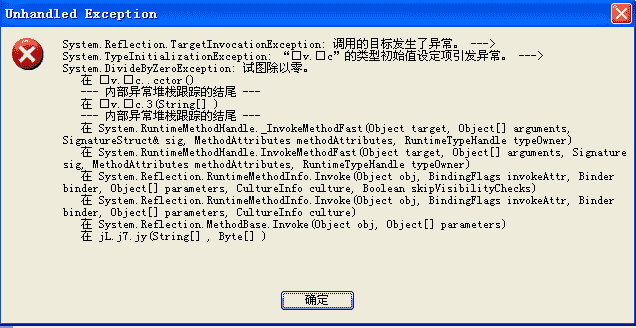 Unhandled Exception
System.Reflection.TargetInvocationException: 调用的目标发生了异常。 --->
System.TypeInitializationException: “□v.□c”的类型初始值设定项引发异常。 --->
System.DivideByZeroException: 试图除以零。
在 □v.□c..cctor()
--- 内部异常堆栈跟踪的结尾 ---
在 □v.□c.3(String[] )
--- 内部异常堆栈跟踪的结尾 ---
在 System.RuntimeMethodHandle._InvokeMethodFast(Object target, Object[] arguments,
SignatureStruct& sig, MethodAttributes methodAttributes, RuntimeTypeHandle typeOwner)
在 System.RuntimeMethodHandle.InvokeMethodFast(Object target, Object[] arguments, Signature
sig, MethodAttributes methodAttributes, RuntimeTypeHandle typeOwner)
在 System.Reflection.RuntimeMethodInfo.Invoke(Object obj, BindingFlags invokeAttr, Binder
binder, Object[] parameters, CultureInfo culture, Boolean skipVisibilityChecks)
在 System.Reflection.RuntimeMethodInfo.Invoke(Object obj, BindingFlags invokeAttr, Binder
binder, Object[] parameters, CultureInfo culture)
在 System.Reflection.MethodBase.Invoke(Object obj, Object[] parameters)
在 jL.j7.jy(String[] , Byte[] )
确定